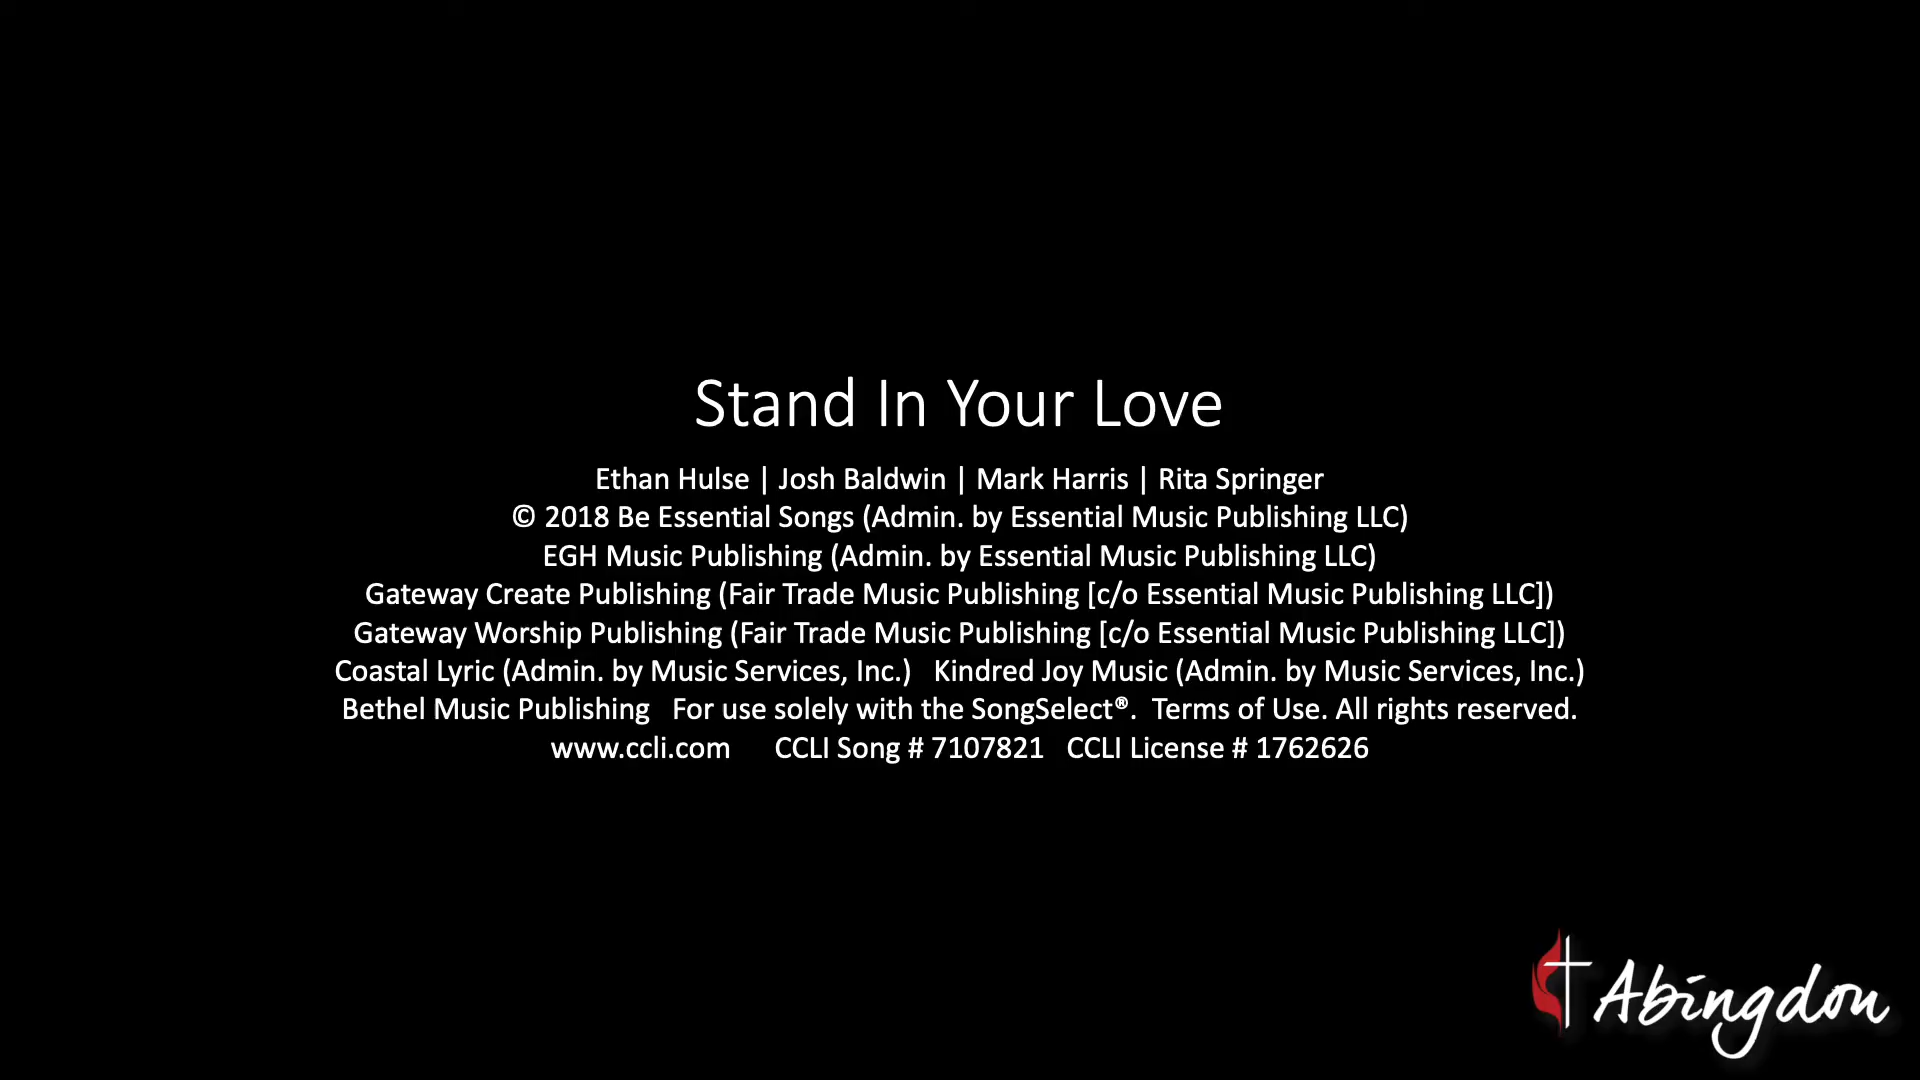 Stand In Your Love
Ethan Hulse | Josh Baldwin | Mark Harris | Rita Springer
© 2018 Be Essential Songs (Admin. by Essential Music Publishing LLC)
EGH Music Publishing (Admin. by Essential Music Publishing LLC)
Gateway Create Publishing (Fair Trade Music Publishing [c/o Essential Music Publishing LLC])
Gateway Worship Publishing (Fair Trade Music Publishing [c/o Essential Music Publishing LLC])
Coastal Lyric (Admin. by Music Services, Inc.)   Kindred Joy Music (Admin. by Music Services, Inc.)
Bethel Music Publishing   For use solely with the SongSelect®.  Terms of Use. All rights reserved.
www.ccli.com      CCLI Song # 7107821   CCLI License # 1762626
Abingdon